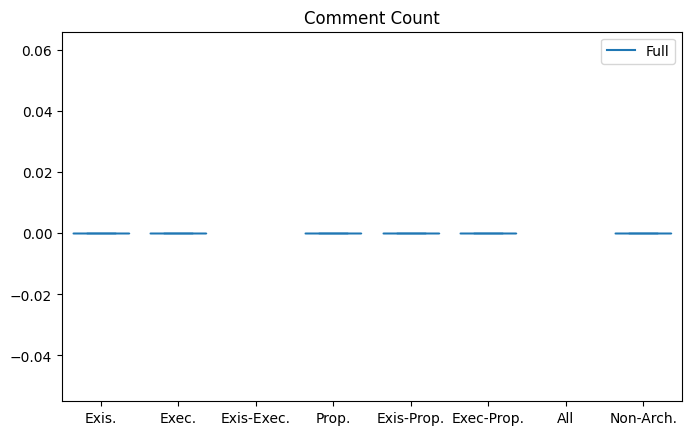 Comment Count
Full
0.06
0.04
0.02
0.00
−0.02
−0.04
Exis. Exec. Exis-Exec. Prop. Exis-Prop. Exec-Prop. All Non-Arch.